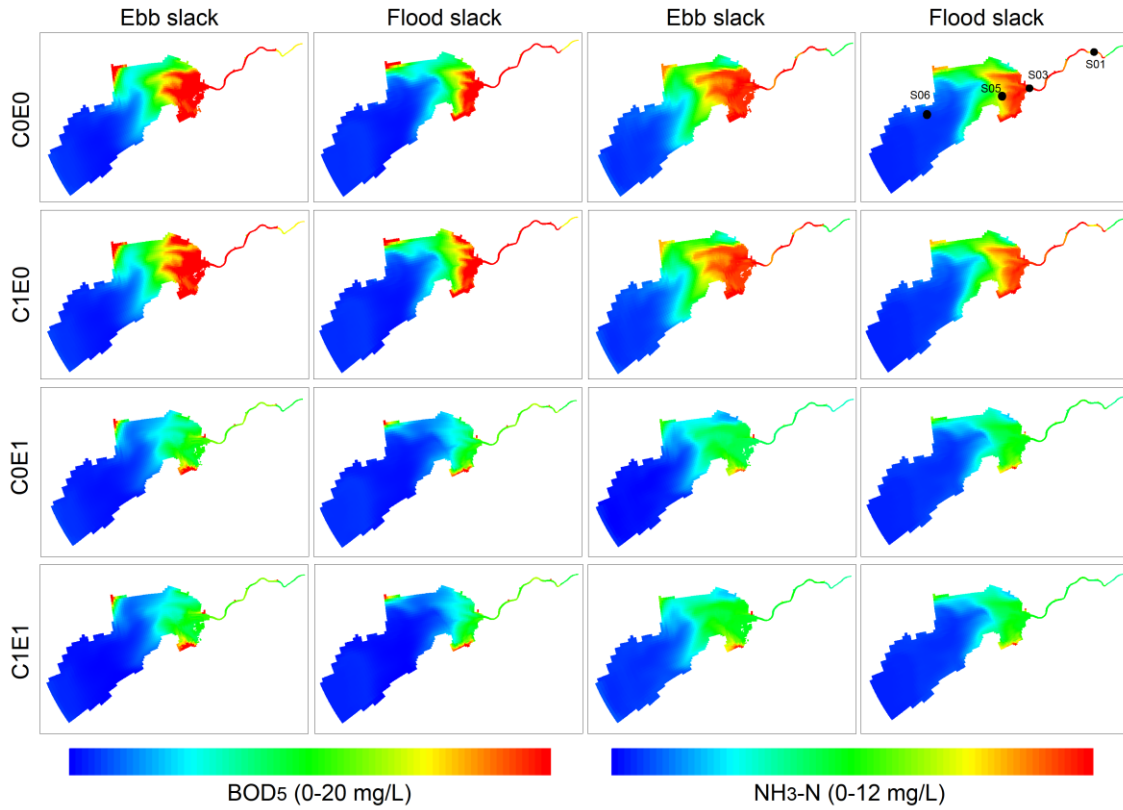 Ebb slack Flood slack Ebb slack Flood slack
C0E0
S01
S03
S05
S06
C1E0
C0E1
C1E1
BOD5 (0-20 mg/L) NH3-N (0-12 mg/L)